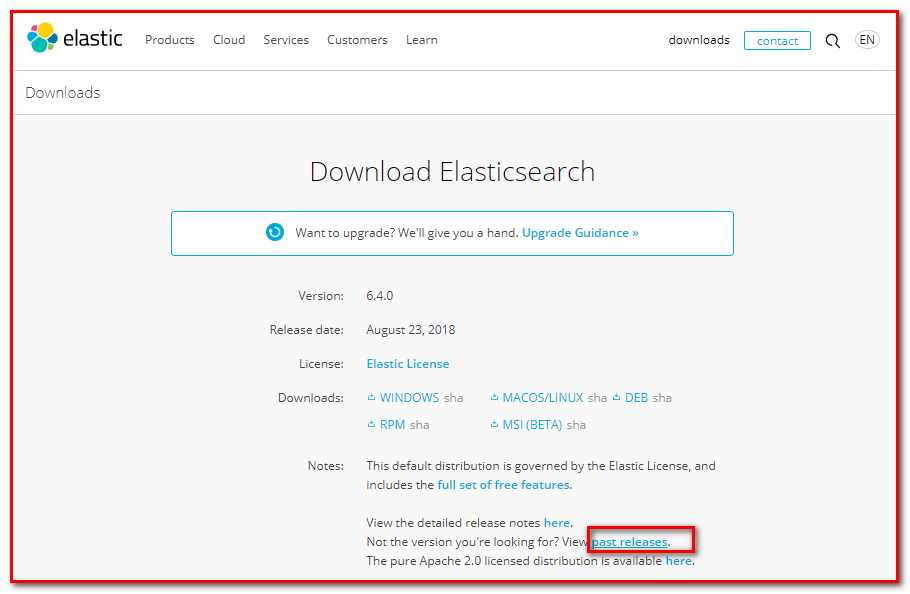 elastic Products Cloud Services Customers Learn downloads contact EN
Downloads
Download Elasticsearch
Want to upgrade? We'll give you a hand. Upgrade Guidance »
Version: 6.4.0
Release date: August 23, 2018
License: Elastic License
Downloads: WINDOWS sha MACOS/LINUX sha DEB sha
RPM sha MSI (BETA) sha
Notes: This default distribution is governed by the Elastic License, and
includes the full set of free features.
View the detailed release notes here.
Not the version you're looking for? View past releases.
The pure Apache 2.0 licensed distribution is available here.